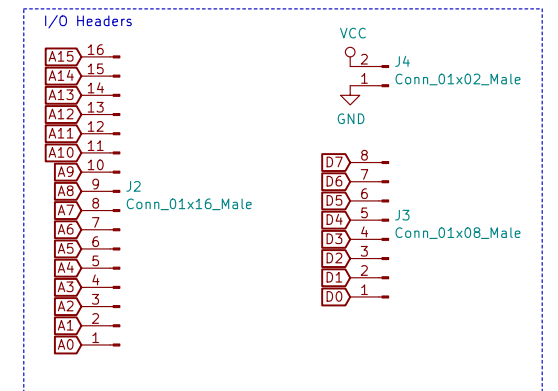 I/O Headers
A15 16
A14 15
A13 14
A12 13
A11 12
A10 11
A9 10
A8 9
A7 8
A6 7
A5 6
A4 5
A3 4
A2 3
A1 2
A0 1
J2
Conn_01x16_Male
VCC
2
1
GND
J4
Conn_01x02_Male
D7 8
D6 7
D5 6
D4 5
D3 4
D2 3
D1 2
D0 1
J3
Conn_01x08_Male